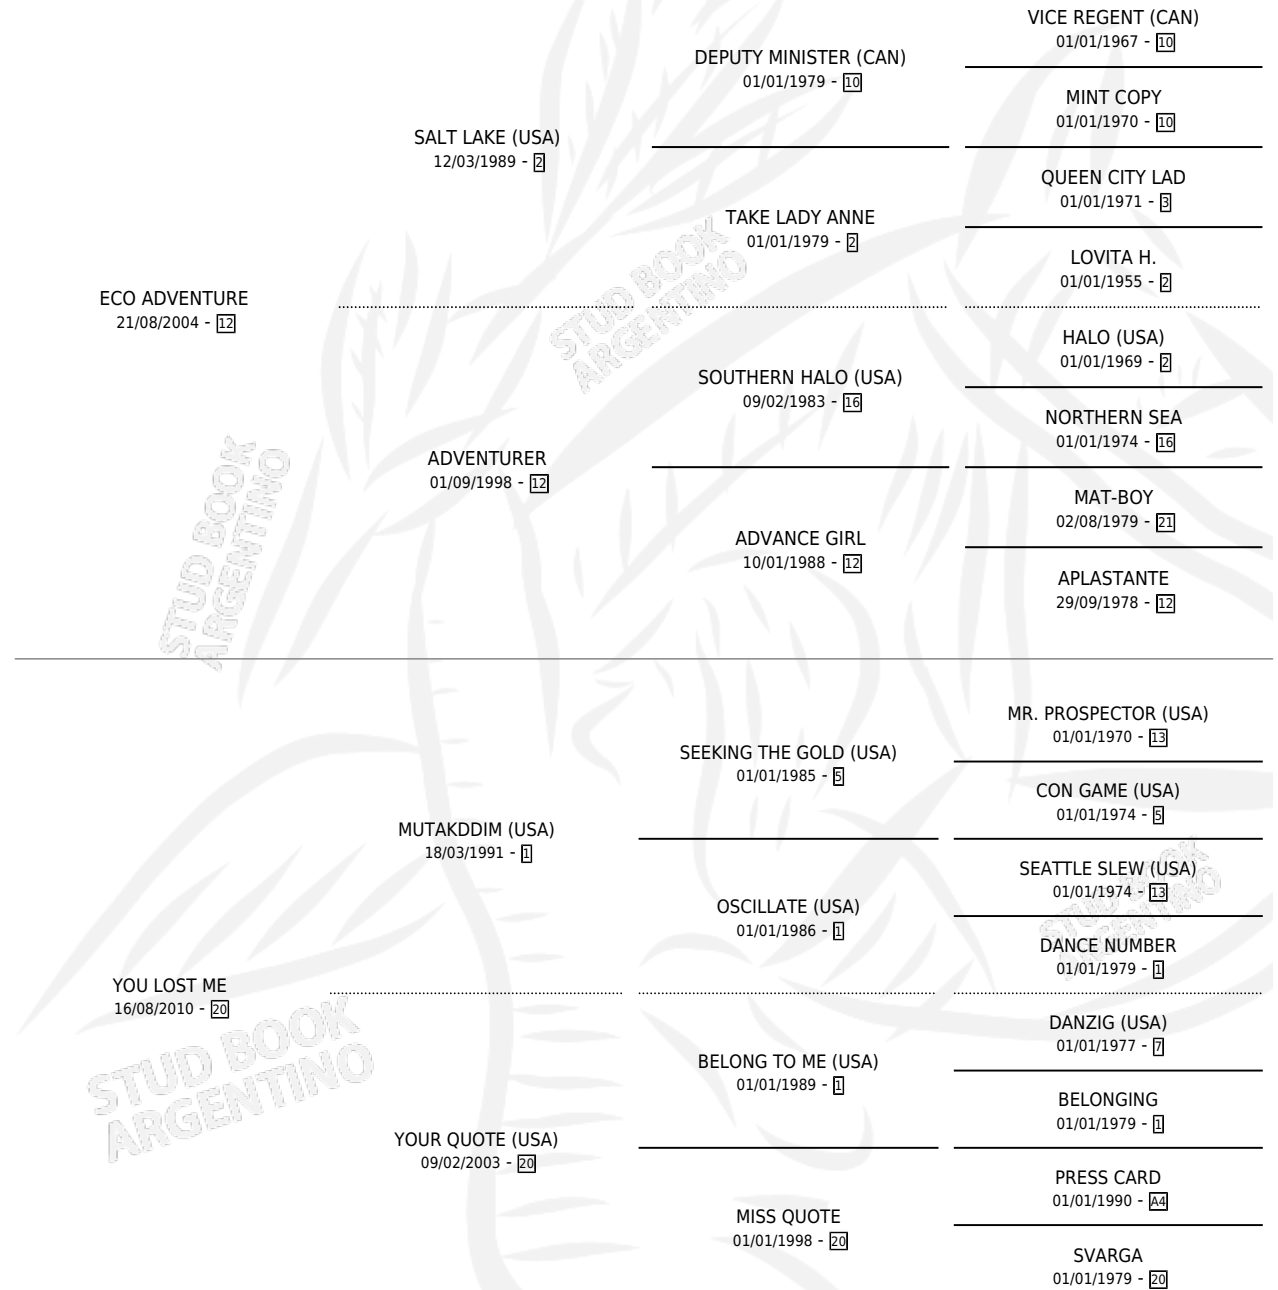 VICE REGENT (CAN)
01/01/1967 - 10
DEPUTY MINISTER (CAN)
01/01/1979 - 10
MINT COPY
01/01/1970 - 10
SALT LAKE (USA)
12/03/1989 - 2
QUEEN CITY LAD
01/01/1971 - 3
TAKE LADY ANNE
01/01/1979 - 2
LOVITA H.
01/01/1955 - 2
ECO ADVENTURE
21/08/2004 - 12
HALO (USA)
01/01/1969 - 2
SOUTHERN HALO (USA)
09/02/1983 - 16
NORTHERN SEA
01/01/1974 - 16
ADVENTURER
01/09/1998 - 12
MAT-BOY
02/08/1979 - 21
ADVANCE GIRL
10/01/1988 - 12
APLASTANTE
29/09/1978 - 12
STUD BOOK
ARGENTINO
STUD BOOK
ARGENTINO
MR. PROSPECTOR (USA)
01/01/1970 - 13
SEEKING THE GOLD (USA)
01/01/1985 - 5
CON GAME (USA)
01/01/1974 - 5
MUTAKDDIM (USA)
18/03/1991 - 1
SEATTLE SLEW (USA)
01/01/1974 - 13
OSCILLATE (USA)
01/01/1986 - 1
DANCE NUMBER
01/01/1979 - 1
YOU LOST ME
16/08/2010 - 20
DANZIG (USA)
01/01/1977 - 7
BELONG TO ME (USA)
01/01/1989 - 1
BELONGING
01/01/1979 - 1
YOUR QUOTE (USA)
09/02/2003 - 20
PRESS CARD
01/01/1990 - A4
MISS QUOTE
01/01/1998 - 20
SVARGA
01/01/1979 - 20
STUD BOOK
ARGENTINO
STUD BOOK
ARGENTINO